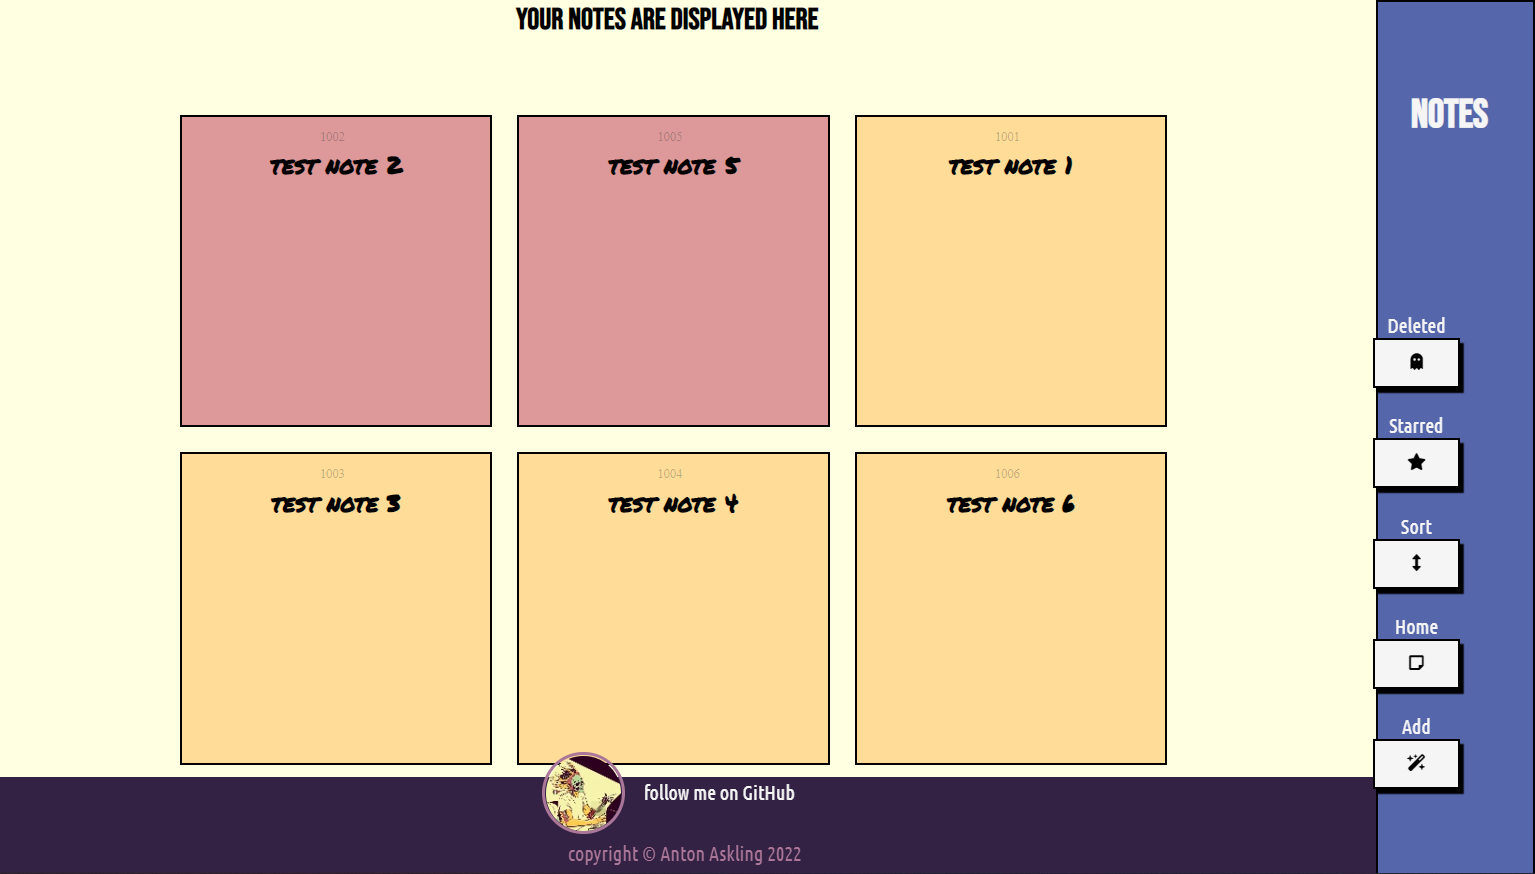 YOUR NOTES ARE DISPLAYED HERE
1002
TEST NOTE 2
1005
TEST NOTE 5
1001
TEST NOTE 1
1003
TEST NOTE 3
1004
TEST NOTE 4
1006
TEST NOTE 6
NOTES
Deleted
Starred
Sort
Home
Add
follow me on GitHub
copyright © Anton Askling 2022